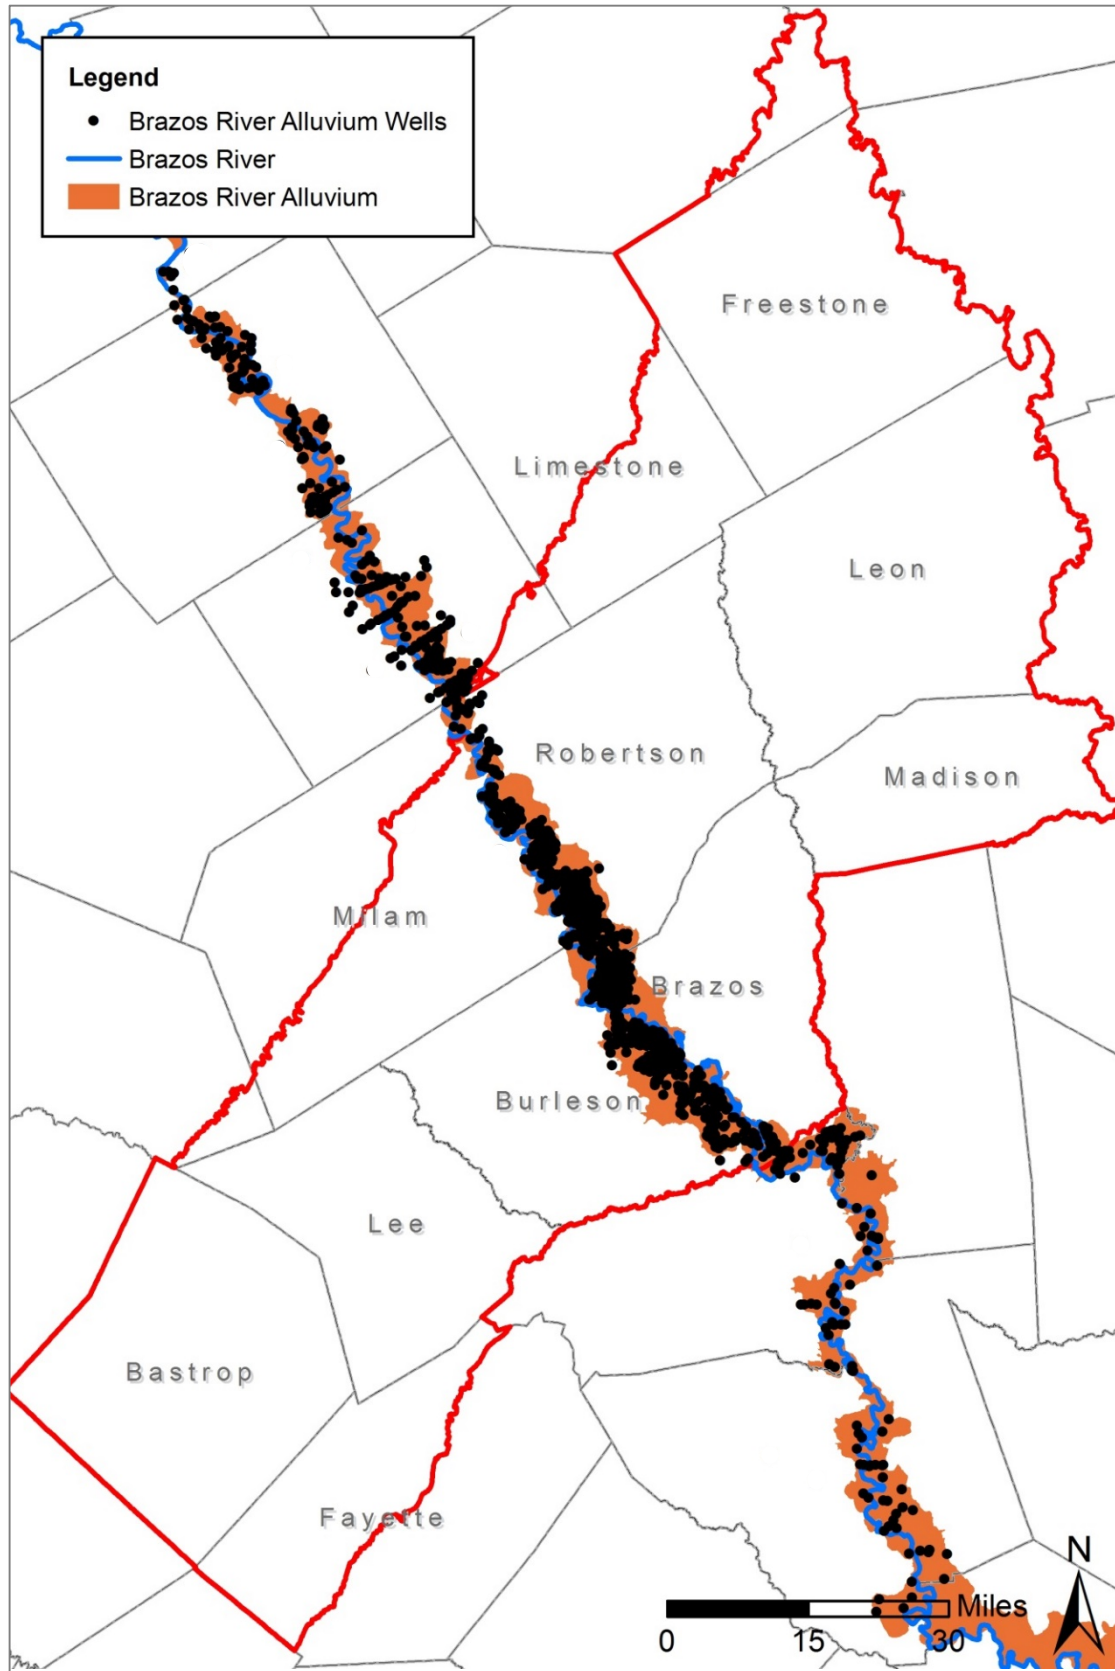 Legend
Brazos River Alluvium Wells
Brazos River
Brazos River Alluvium
Freestone
Limestone
Leon
Robertson
Madison
Milam
Brazos
Burleson
Lee
Bastrop
Fayette
N
Miles
0 15 30